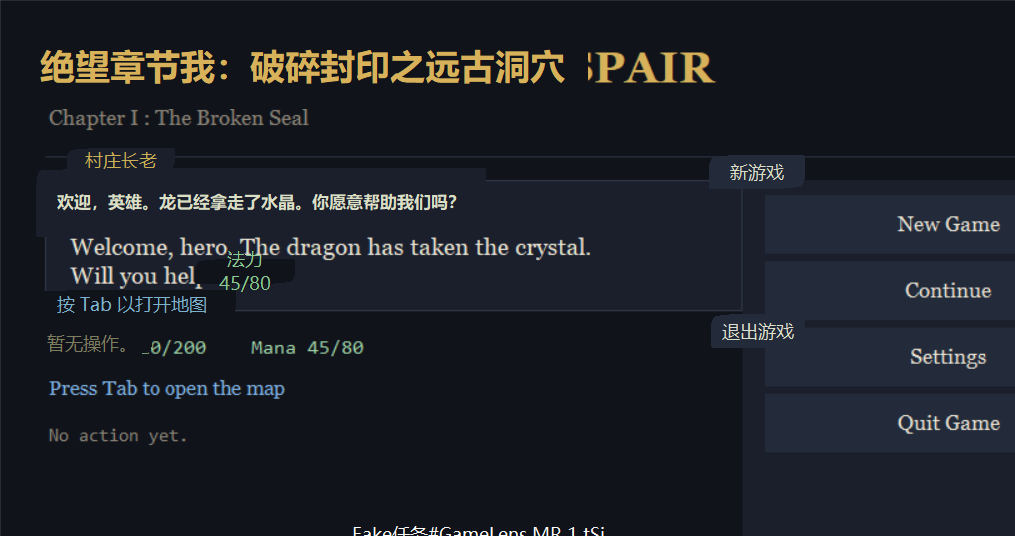 绝望章节我：破碎封印之远古洞穴 PAIR
Chapter I : The Broken Seal
村庄长老
欢迎，英雄。龙已经拿走了水晶。你愿意帮助我们吗？
Welcome, hero. The dragon has taken the crystal.
Will you
法力
45/80
按 Tab 以打开地图
暂无操作。 0/200 Mana 45/80
Press Tab to open the map
No action yet.
新游戏
New Game
Continue
退出游戏
Settings
Quit Game